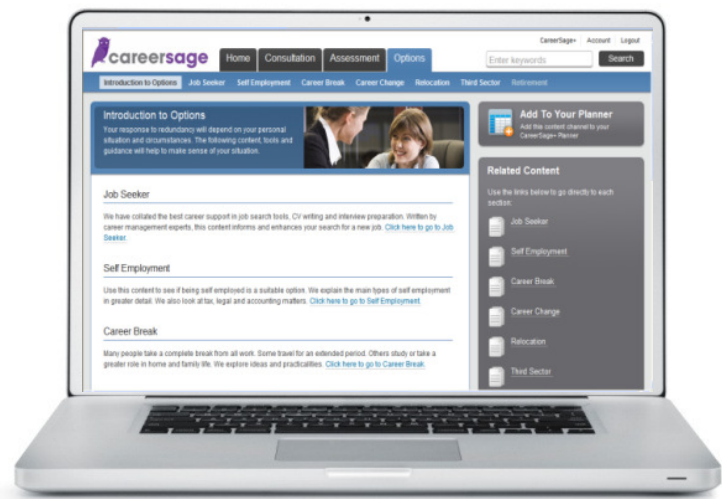 CareerSage+ Account Logout
careersage
Home Consultation Assessment Options
Enter keywords Search
Introduction to Options Job Seeker Self Employment Career Break Career Change Relocation Third Sector Retirement
Introduction to Options
Your response to redundancy will depend on your personal
situation and circumstances. The following content, tools and
guidance will help to make sense of your situation.
Job Seeker
We have collated the best career support in job search tools, CV writing and interview preparation. Written by
career management experts, this content informs and enhances your search for a new job. Click here to go to Job
Seeker.
Self Employment
Use this content to see if being self employed is a suitable option. We explain the main types of self employment
in greater detail. We also look at tax, legal and accounting matters. Click here to go to Self Employment.
Career Break
Many people take a complete break from all work. Some travel for an extended period. Others study or take a
greater role in home and family life. We explore ideas and practicalities. Click here to go to Career Break.
Add To Your Planner
Add this content channel to your
CareerSage+ Planner
Related Content
Use the links below to go directly to each
section:
Job Seeker
Self Employment
Career Break
Career Change
Relocation
Third Sector